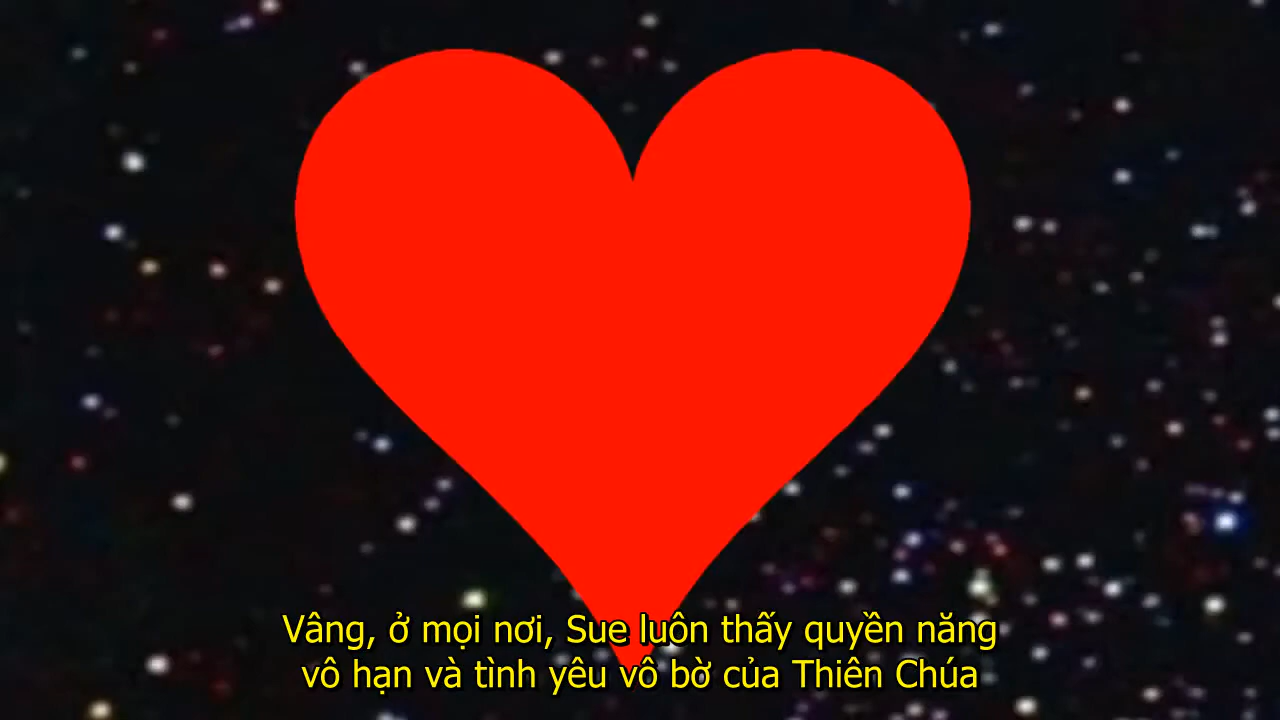 Vâng, ở mọi nơi, Sue luôn thấy quyền năng
vô hạn và tình yêu vô bờ của Thiên Chúa